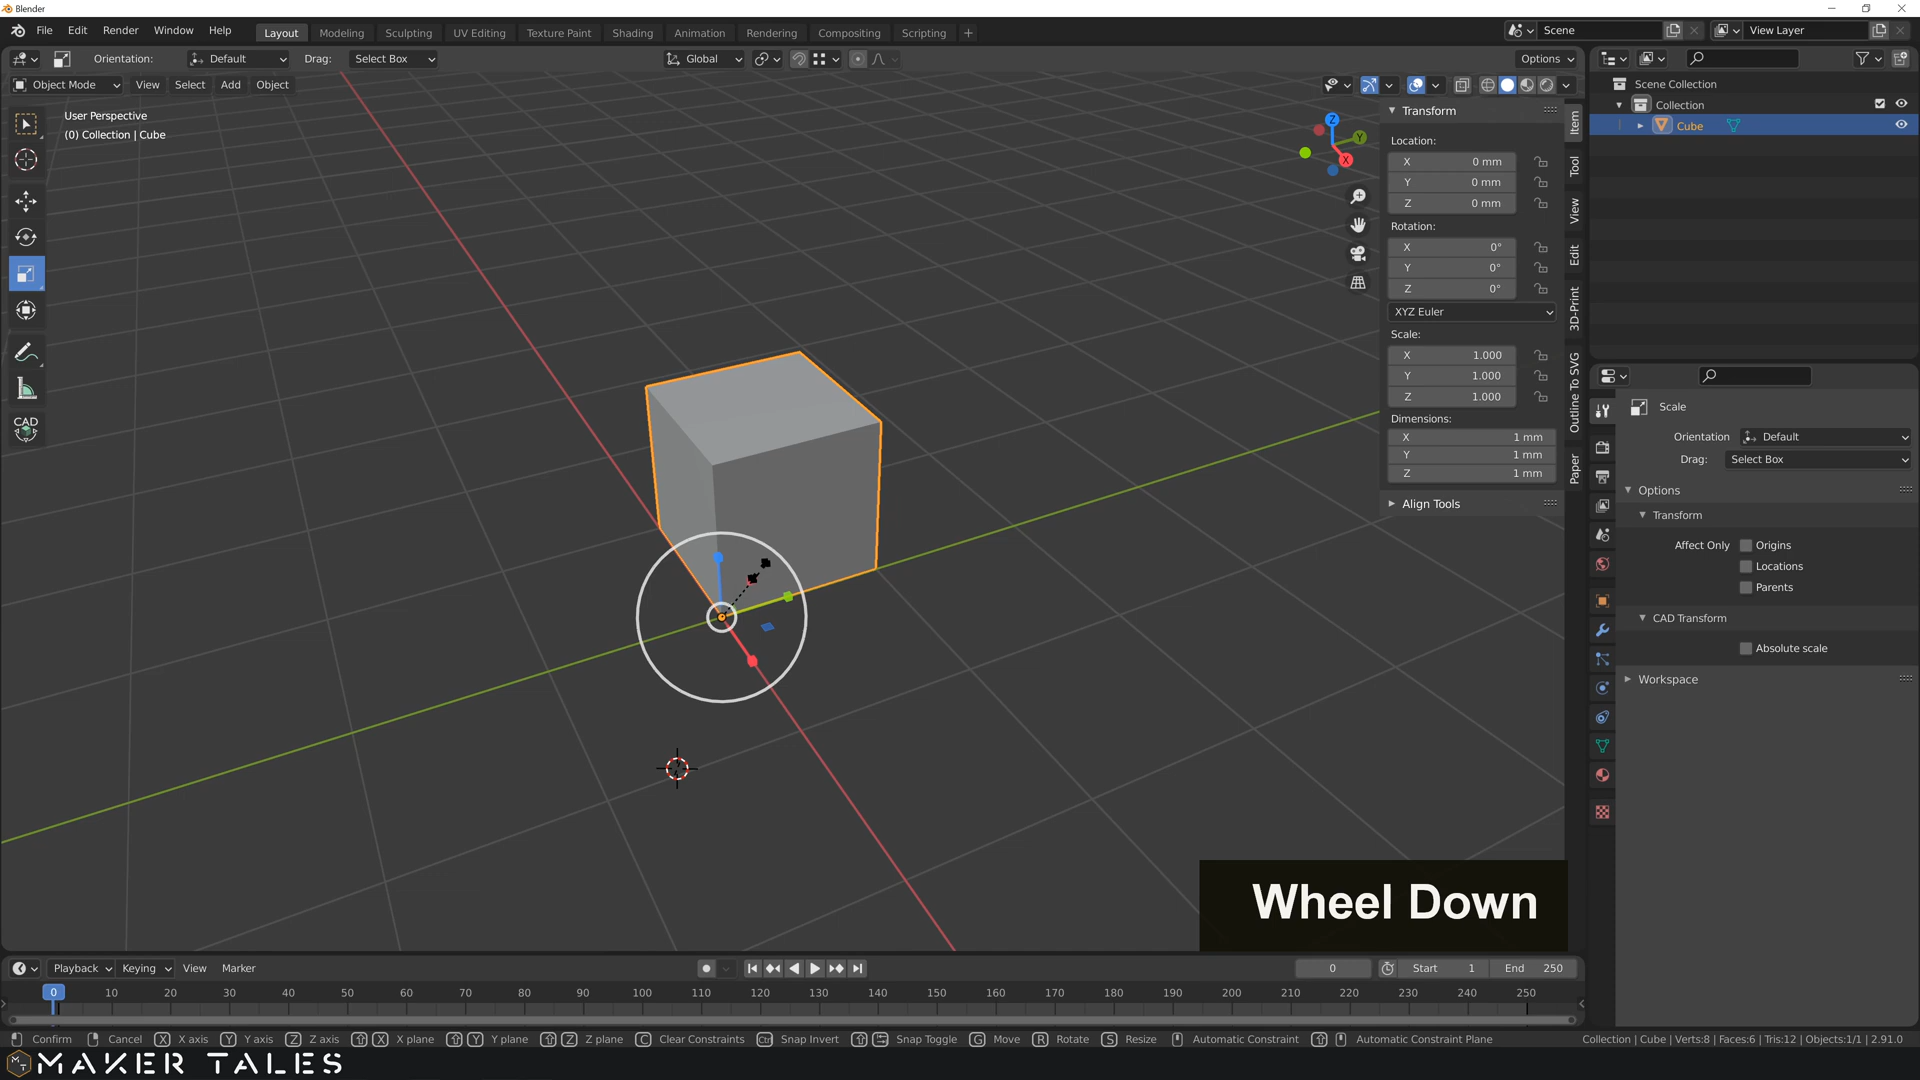 Blender
File Edit Render Window Help
Layout Modeling Sculpting UV Editing Texture Paint Shading Animation Rendering Compositing Scripting +
Scene
View Layer
Orientation: Default Drag: Select Box
Global
Options
Object Mode View Select Add Object
User Perspective
(0) Collection | Cube
CAD
Z
Y
X
Transform
Location:
X 0 mm
Y 0 mm
Z 0 mm
Rotation:
X 0°
Y 0°
Z 0°
XYZ Euler
Scale:
X 1.000
Y 1.000
Z 1.000
Dimensions:
X 1 mm
Y 1 mm
Z 1 mm
Align Tools
Item
Tool
View
Edit
3D-Print
Outline To SVG
Paper
Scene Collection
Collection
Cube
Scale
Orientation Default
Drag: Select Box
Options
Transform
Affect Only Origins
Locations
Parents
CAD Transform
Absolute scale
Workspace
Wheel Down
Playback Keying View Marker
0 Start 1 End 250
0 10 20 30 40 50 60 70 80 90 100 110 120 130 140 150 160 170 180 190 200 210 220 230 240 250
Confirm Cancel X X axis Y Y axis Z Z axis X X plane Y Y plane Z Z plane C Clear Constraints Ctrl Snap Invert Snap Toggle G Move R Rotate S Resize Automatic Constraint Automatic Constraint Plane
Collection | Cube | Verts:8 | Faces:6 | Tris:12 | Objects:1/1 | 2.91.0
MAKER TALES